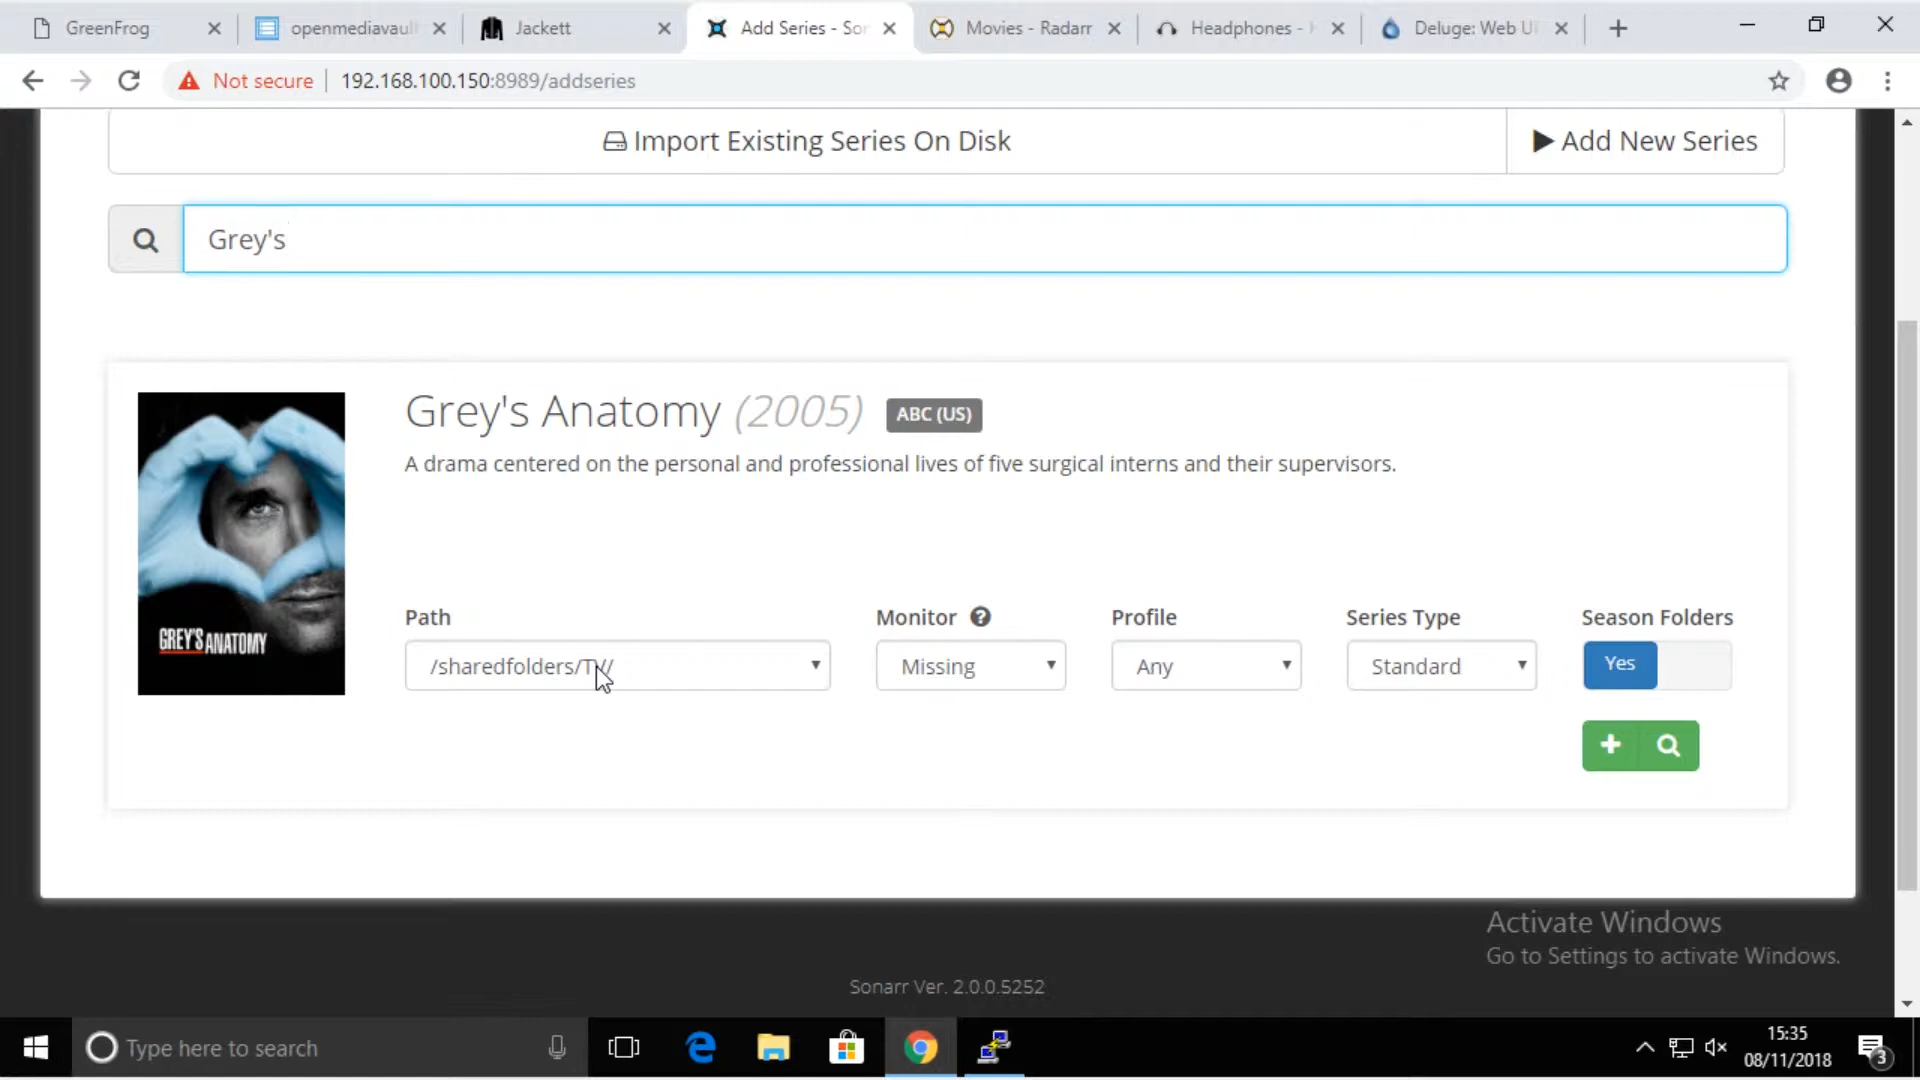 GreenFrog
openmediavaul
Jackett
Add Series - Sor
Movies - Radarr
Headphones -
Deluge: Web U
Not secure
192.168.100.150:8989/addseries
Import Existing Series On Disk
Add New Series
Grey's
Grey's Anatomy (2005)
ABC (US)
A drama centered on the personal and professional lives of five surgical interns and their supervisors.
GREY'S ANATOMY
Path
Monitor
Profile
Series Type
Season Folders
/sharedfolders/TV/
Missing
Any
Standard
Yes
Activate Windows
Go to Settings to activate Windows.
Sonarr Ver. 2.0.0.5252
Type here to search
15:35
08/11/2018
3